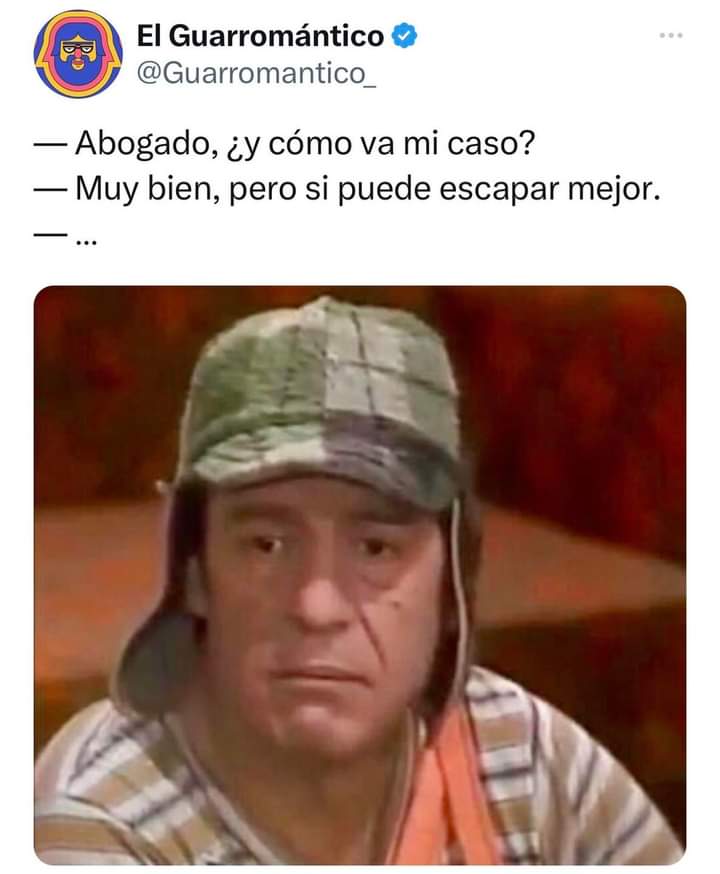 El Guarromántico
@Guarromantico_
— Abogado, ¿y cómo va mi caso?
— Muy bien, pero si puede escapar mejor.
— ...